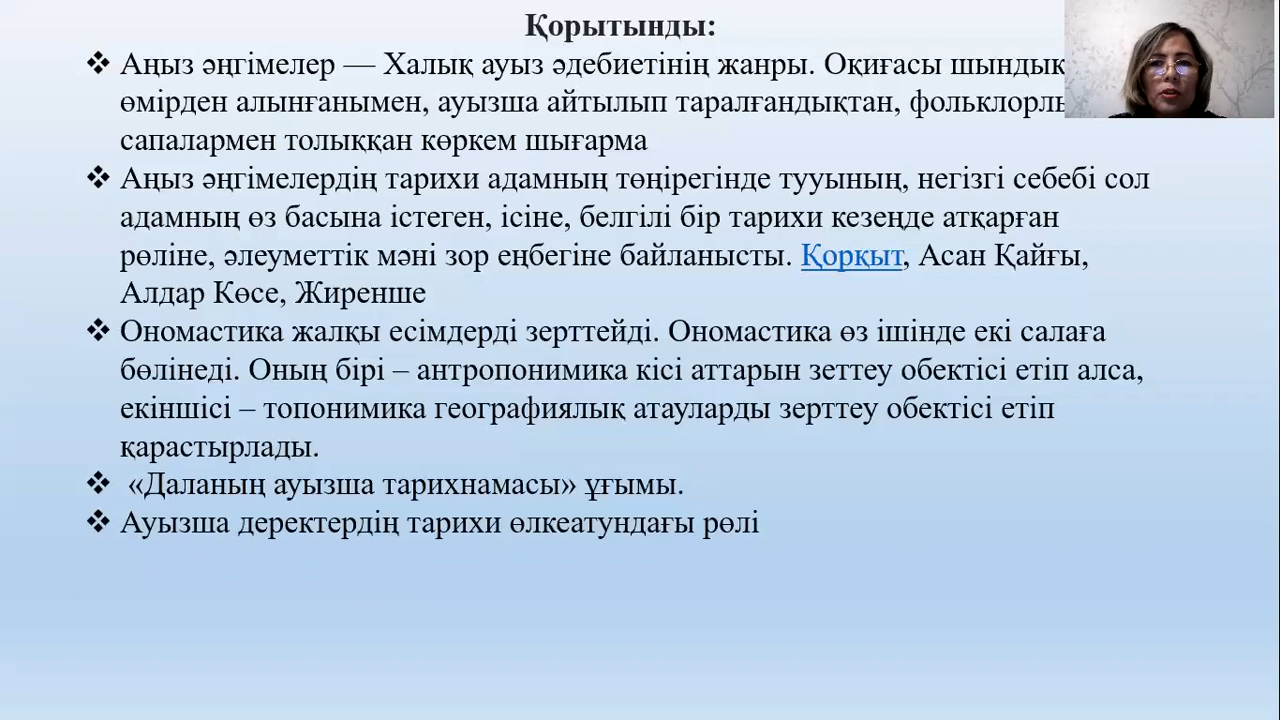 Қорытынды:
❖ Аңыз әңгімелер — Халық ауыз әдебиетінің жанры. Оқиғасы шындық
өмірден алынғанымен, ауызша айтылып таралғандықтан,
сапалармен толыққан көркем шығарма
❖ Аңыз әңгімелердің тарихи адамның төңірегінде тууының, негізгі себебі сол
адамның өз басына істеген, ісіне, белгілі бір тарихи кезеңде атқарған
рөліне, әлеуметтік мәні зор еңбегіне байланысты. Қорқыт, Асан Қайғы,
Алдар Көсе, Жиренше
❖ Ономастика жалқы есімдерді зерттейді. Ономастика өз ішінде екі салаға
бөлінеді. Оның бірі – антропонимика кісі аттарын зеттеу обектісі етіп алса,
екіншісі – топонимика географиялық атауларды зерттеу обектісі етіп
қарастырлады.
❖ «Даланың ауызша тарихнамасы» ұғымы.
❖ Ауызша деректердің тарихи өлкеатундағы рөлі